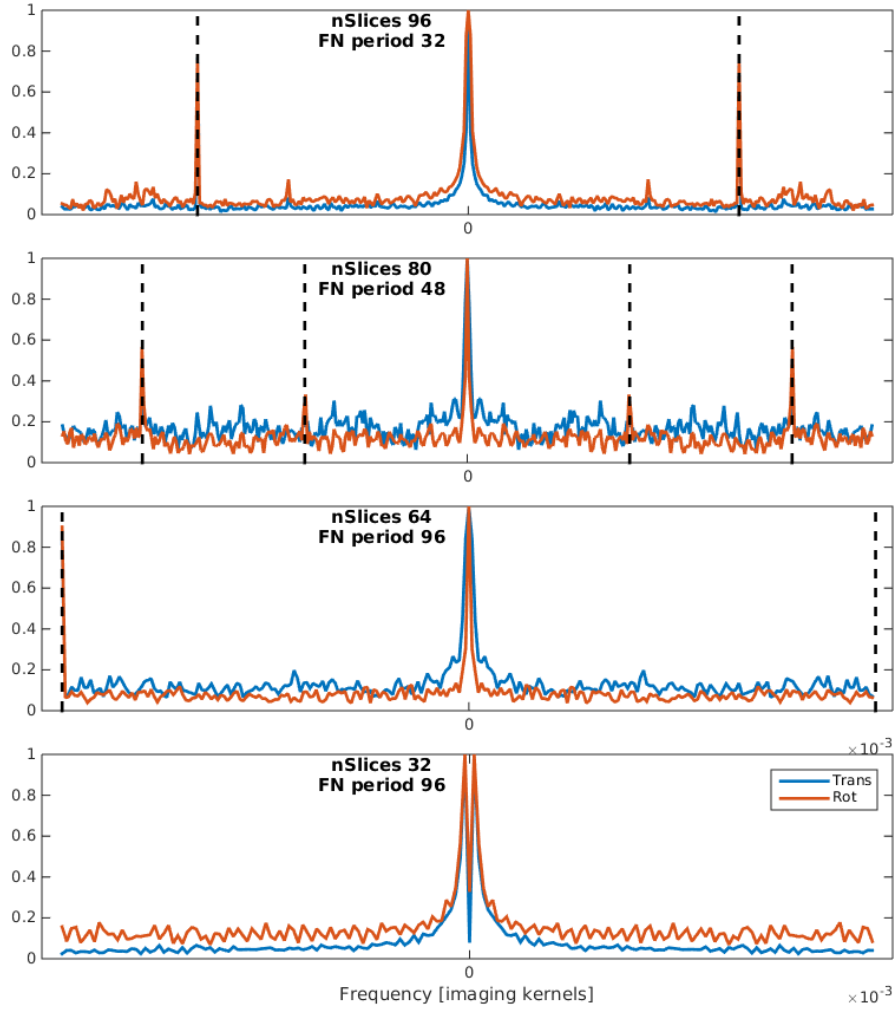 1
0.8
0.6
0.4
0.2
0
nSlices 96
FN period 32
0
1
0.8
0.6
0.4
0.2
0
nSlices 80
FN period 48
0
1
0.8
0.6
0.4
0.2
0
nSlices 64
FN period 96
0
×10-3
1
0.8
0.6
0.4
0.2
0
nSlices 32
FN period 96
Trans
Rot
0
Frequency [imaging kernels]
×10-3